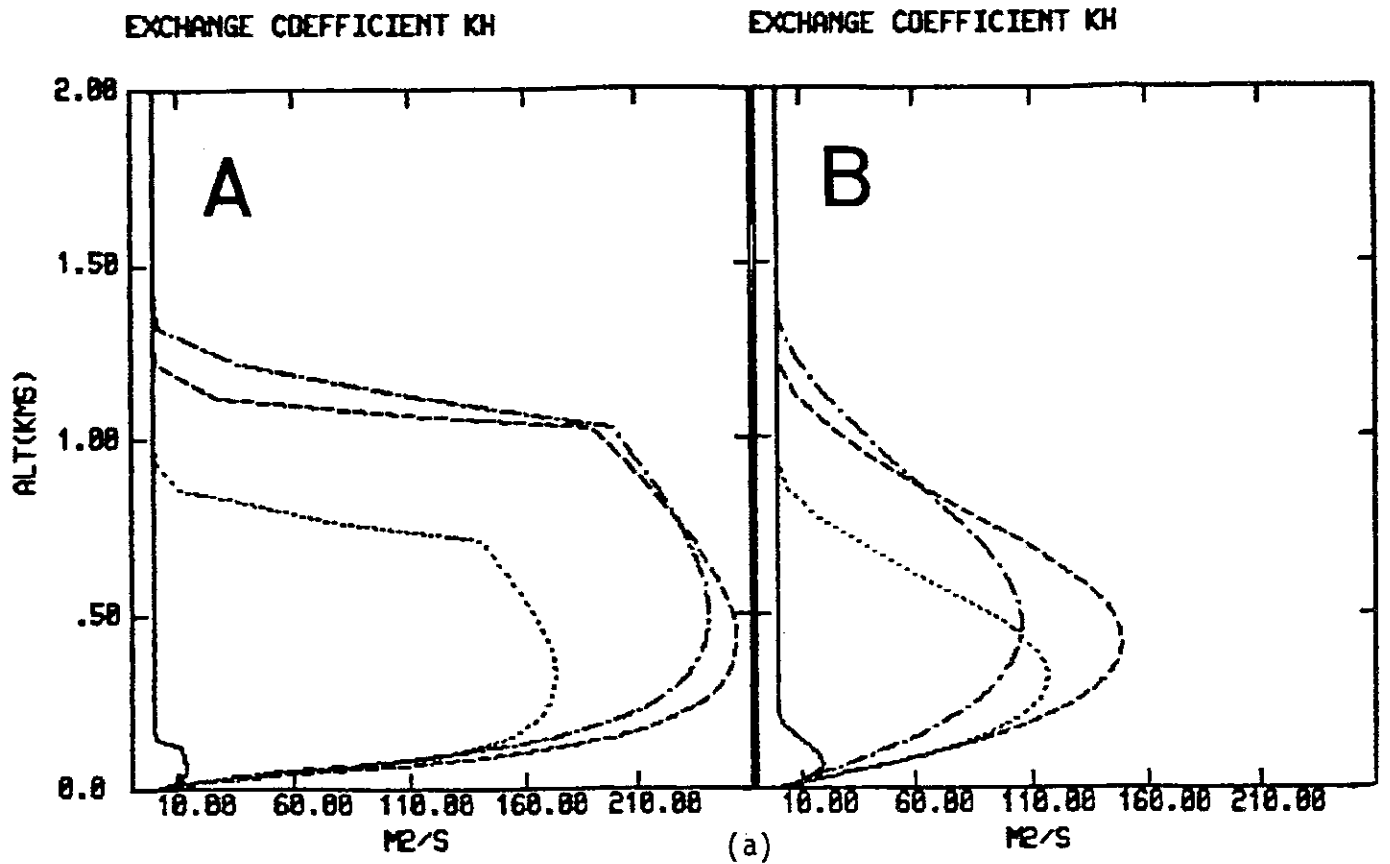 EXCHANGE COEFFICIENT KH
EXCHANGE COEFFICIENT KH
A
B
2.00
1.50
1.00
.50
0.0
ALT(KMS)
10.00 60.00 110.00 160.00 210.00
10.00 60.00 110.00 160.00 210.00
M2/S
M2/S
(a)